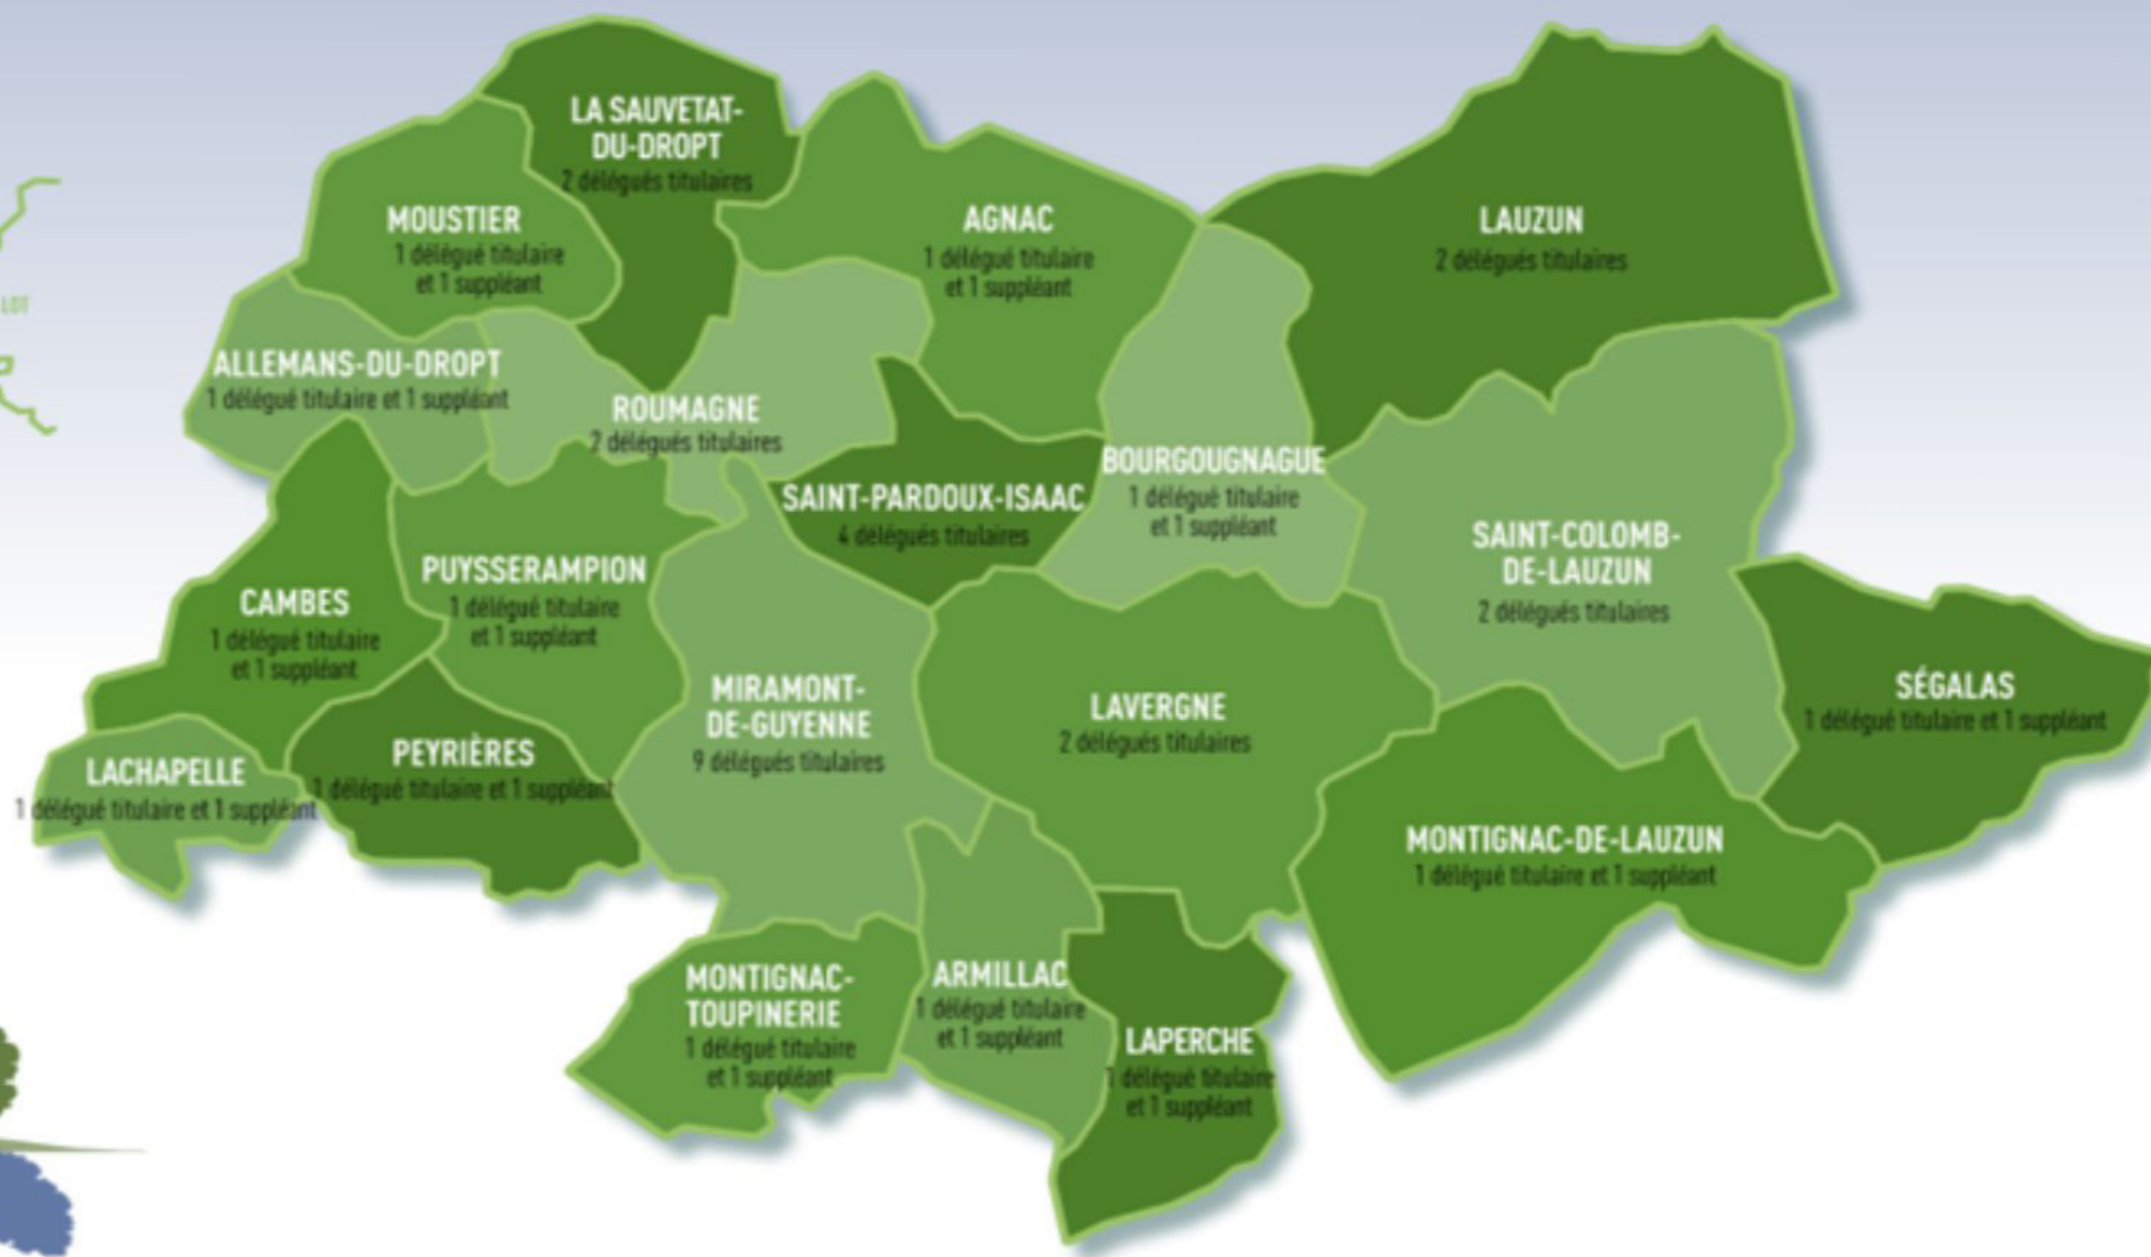 LA SAUVETAT-
DU-DROPT
2 délégués titulaires
MOUSTIER
1 délégué titulaire
et 1 suppléant
AGNAC
1 délégué titulaire
et 1 suppléant
LAUZUN
2 délégués titulaires
LOT
ALLEMANS-DU-DROPT
1 délégué titulaire et 1 suppléant
ROUMAGNE
2 délégués titulaires
SAINT-PARDOUX-ISAAC
4 délégués titulaires
BOURGOUGNAGUE
1 délégué titulaire
et 1 suppléant
SAINT-COLOMB-
DE-LAUZUN
2 délégués titulaires
CAMBES
1 délégué titulaire
et 1 suppléant
PUYSSERAMPION
1 délégué titulaire
et 1 suppléant
MIRAMONT-
DE-GUYENNE
9 délégués titulaires
LAVERGNE
2 délégués titulaires
SÉGALAS
1 délégué titulaire et 1 suppléant
LACHAPELLE
1 délégué titulaire et 1 suppléant
PEYRIÈRES
1 délégué titulaire et 1 suppléant
MONTIGNAC-DE-LAUZUN
1 délégué titulaire et 1 suppléant
MONTIGNAC-
TOUPINERIE
1 délégué titulaire
et 1 suppléant
ARMILLAC
1 délégué titulaire
et 1 suppléant
LAPERCHE
1 délégué titulaire
et 1 suppléant